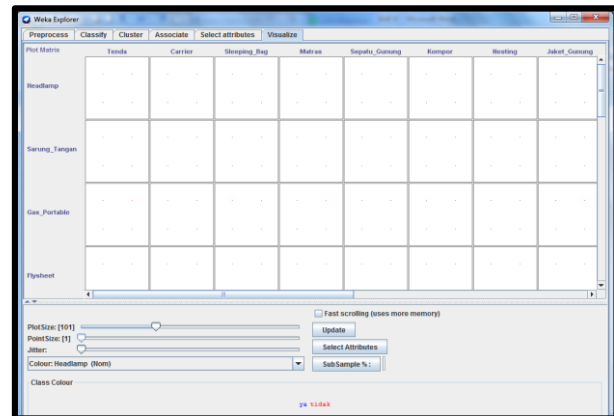 Weka Explorer
Preprocess Classify Cluster Associate Select attributes Visualize
Plot Matrix Tenda Carrier Sleeping_Bag Matras Sepatu_Gunung Kompor Nesting Jaket_Gunung
Headlamp
Sarung_Tangan
Gas_Portable
Flysheet
Fast scrolling (uses more memory)
PlotSize: [101]
Update
PointSize: [1]
Jitter:
Select Attributes
Colour: Headlamp (Nom)
SubSample % :
Class Colour
ya tidak